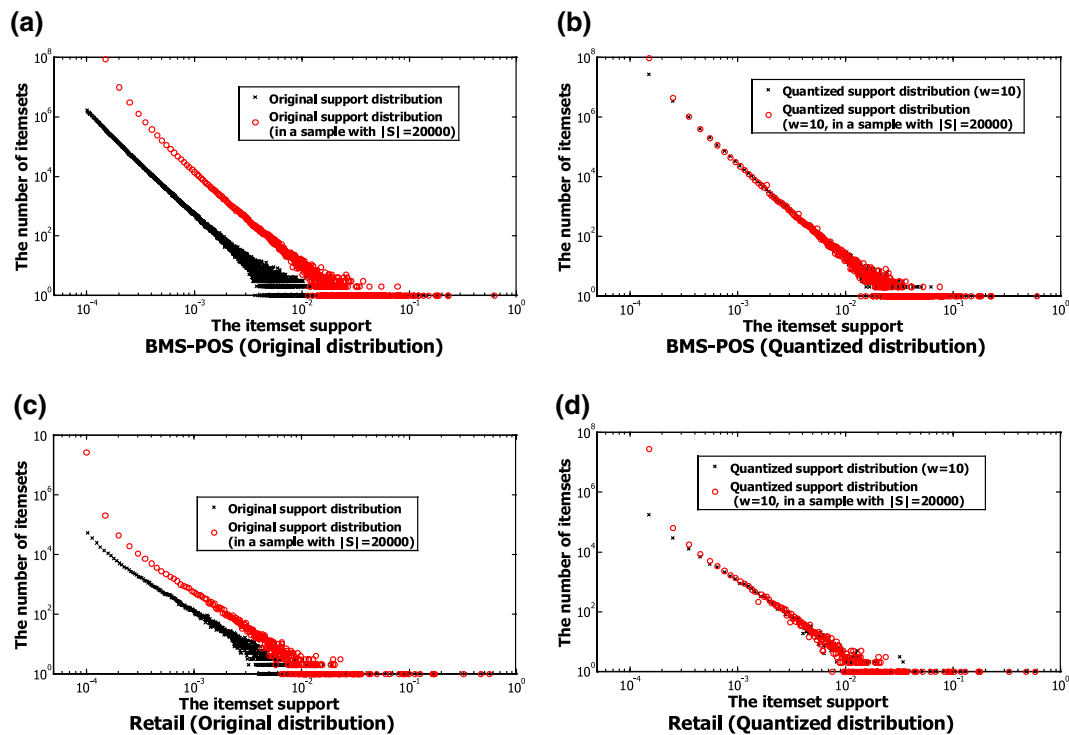 (a)
10^8
10^6
10^4
10^2
10^0
The number of itemsets
Original support distribution
Original support distribution
(in a sample with |S|=20000)
10^-4
10^-3
10^-2
10^-1
10^0
The itemset support
BMS-POS (Original distribution)
(b)
10^8
10^6
10^4
10^2
10^0
The number of itemsets
Quantized support distribution (w=10)
Quantized support distribution
(w=10, in a sample with |S|=20000)
10^-4
10^-3
10^-2
10^-1
10^0
The itemset support
BMS-POS (Quantized distribution)
(c)
10
10^6
10^4
10^2
10^0
The number of itemsets
Original support distribution
Original support distribution
(in a sample with |S|=20000)
10^-4
10^-3
10^-2
10^-1
10^0
The itemset support
Retail (Original distribution)
(d)
10^8
10^6
10^4
10^2
10^0
The number of itemsets
Quantized support distribution (w=10)
Quantized support distribution
(w=10, in a sample with |S|=20000)
10^-4
10^-3
10^-2
10^-1
10^0
The itemset support
Retail (Quantized distribution)